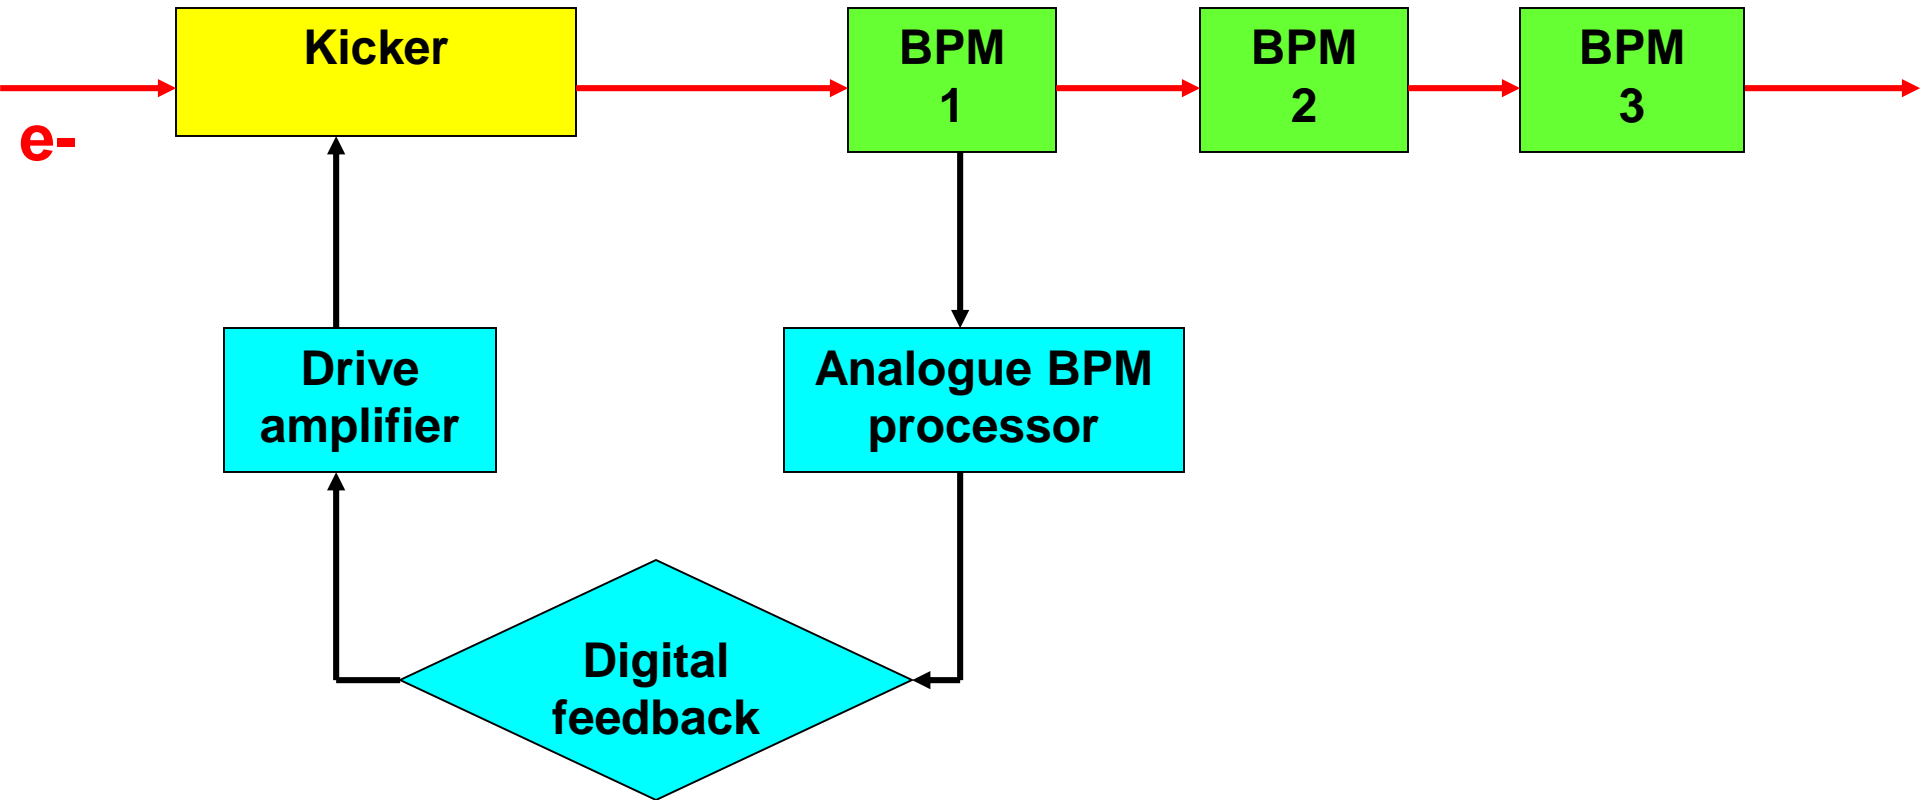 Kicker
BPM
1
BPM
2
BPM
3
e-
Drive
amplifier
Analogue BPM
processor
Digital
feedback